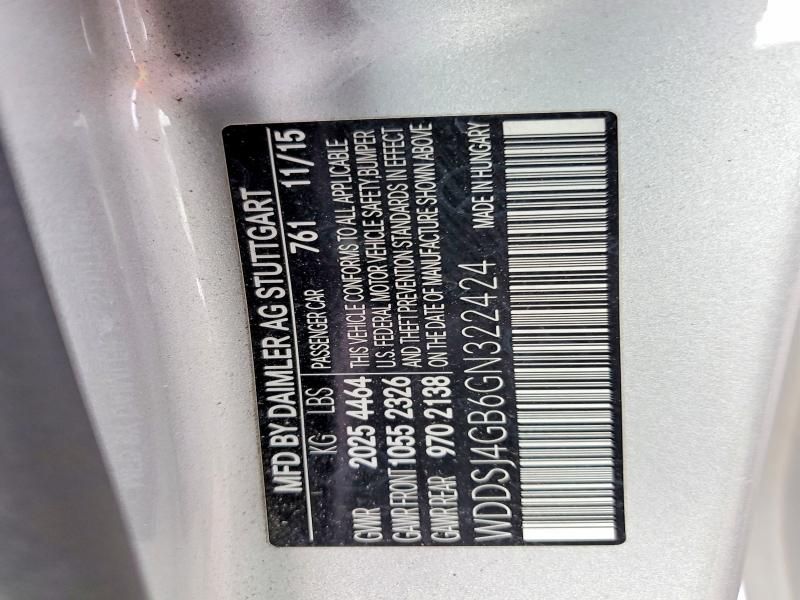 MFD BY DAIMLER AG STUTTGART
KG LBS PASSENGER CAR 761 11/15
GVWR 2025 4464 THIS VEHICLE CONFORMS TO ALL APPLICABLE
GAWR FRONT 1055 2326 U.S. FEDERAL MOTOR VEHICLE SAFETY, BUMPER
AND THEFT PREVENTION STANDARDS IN EFFECT
GAWR REAR 970 2138 ON THE DATE OF MANUFACTURE SHOWN ABOVE
WDDSJ4GB6GN322424 MADE IN HUNGARY